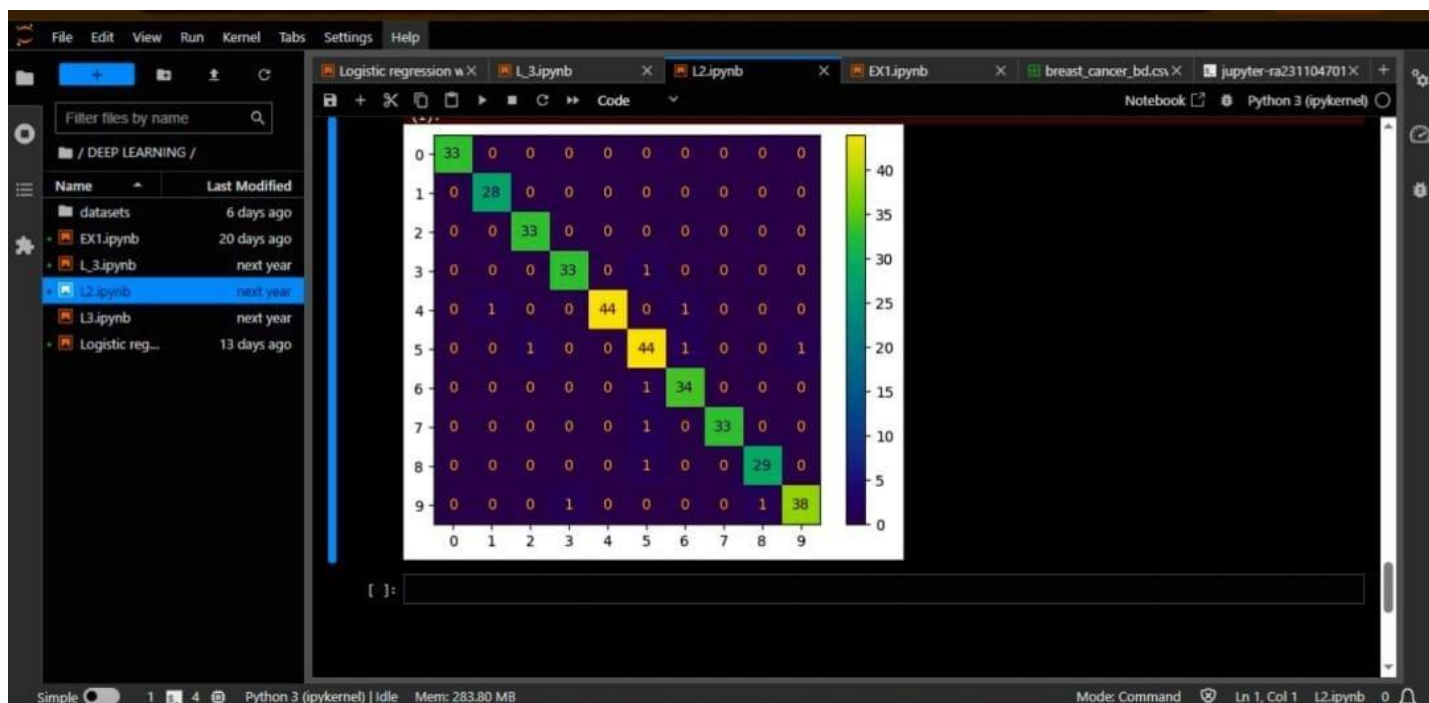 File Edit View Run Kernel Tabs Settings Help
Logistic regression w L_3.ipynb L2.ipynb EX1.ipynb breast_cancer_bd.csv jupyter-ra231104701
Code Notebook Python 3 (ipykernel)
Filter files by name
/ DEEP LEARNING /
Name Last Modified
datasets 6 days ago
EX1.ipynb 20 days ago
L_3.ipynb next year
L2.ipynb next year
L3.ipynb next year
Logistic reg... 13 days ago
0 33 0 0 0 0 0 0 0 0 0
1 0 28 0 0 0 0 0 0 0 0
2 0 0 33 0 0 0 0 0 0 0
3 0 0 0 33 0 1 0 0 0 0
4 0 1 0 0 44 0 1 0 0 0
5 0 0 1 0 0 44 1 0 0 1
6 0 0 0 0 0 1 34 0 0 0
7 0 0 0 0 0 1 0 33 0 0
8 0 0 0 0 0 1 0 0 29 0
9 0 0 0 1 0 0 0 0 1 38
0 1 2 3 4 5 6 7 8 9
40
35
30
25
20
15
10
5
0
[ ]:
Simple 1 4 Python 3 (ipykernel) | Idle Mem: 283.80 MB Mode: Command Ln 1, Col 1 L2.ipynb 0